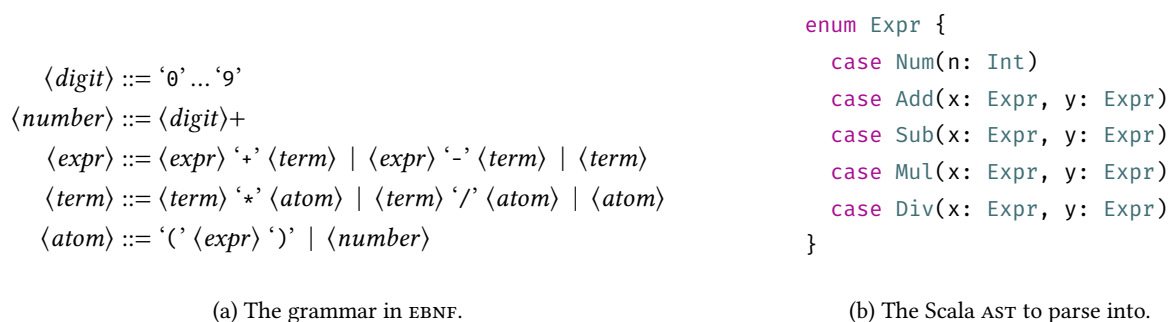 ⟨digit⟩ ::= ‘0’ … ‘9’
⟨number⟩ ::= ⟨digit⟩+
⟨expr⟩ ::= ⟨expr⟩ ‘+’ ⟨term⟩ | ⟨expr⟩ ‘-’ ⟨term⟩ | ⟨term⟩
⟨term⟩ ::= ⟨term⟩ ‘*’ ⟨atom⟩ | ⟨term⟩ ‘/’ ⟨atom⟩ | ⟨atom⟩
⟨atom⟩ ::= ‘(’ ⟨expr⟩ ‘)’ | ⟨number⟩
(a) The grammar in EBNF.
enum Expr {
case Num(n: Int)
case Add(x: Expr, y: Expr)
case Sub(x: Expr, y: Expr)
case Mul(x: Expr, y: Expr)
case Div(x: Expr, y: Expr)
}
(b) The Scala AST to parse into.